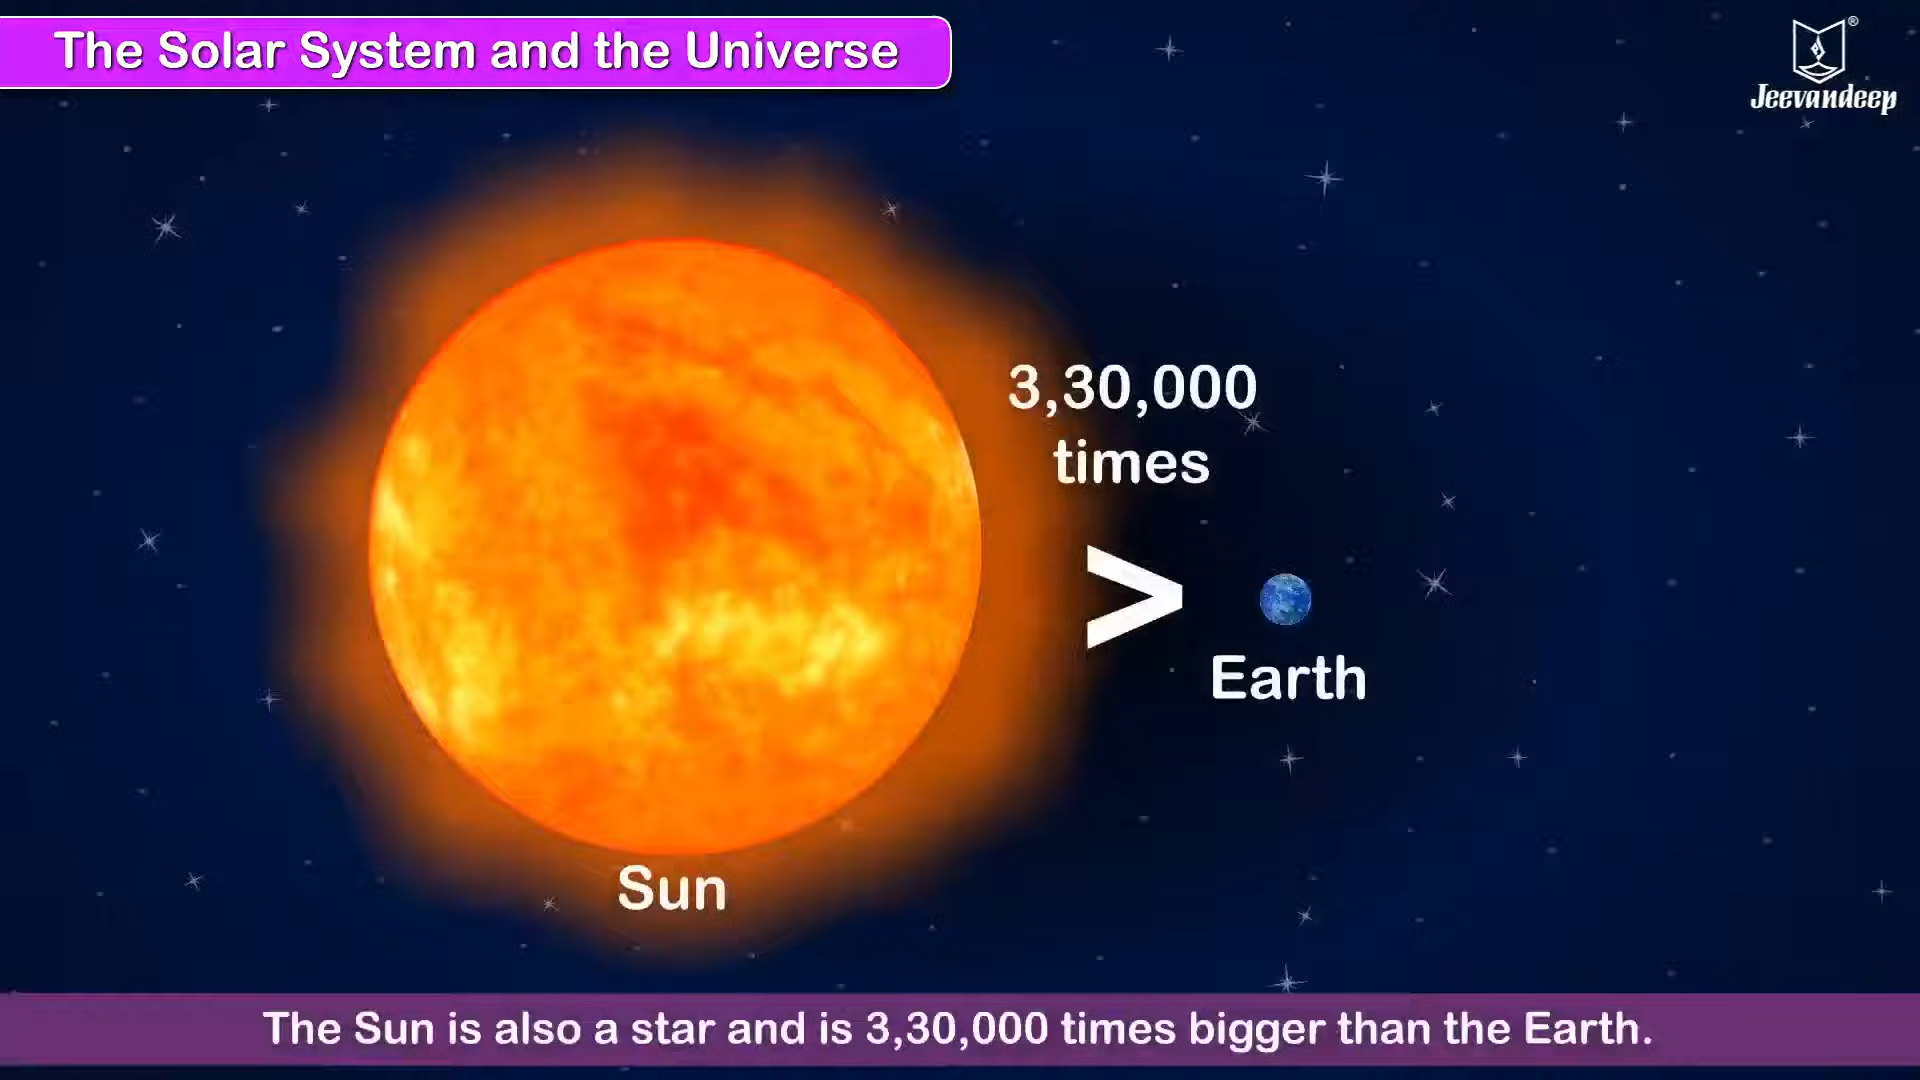 The Solar System and the Universe
®
Jeevandeep
3,30,000
times
>
Earth
Sun
The Sun is also a star and is 3,30,000 times bigger than the Earth.